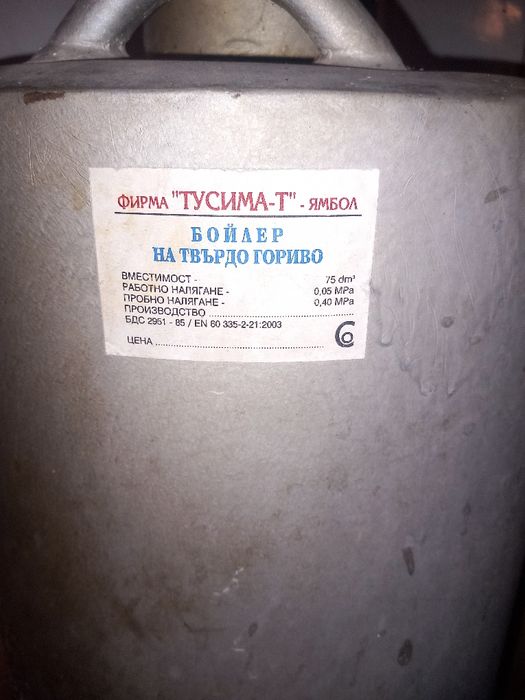 ФИРМА "ТУСИМА-Т" - ЯМБОЛ
БОЙЛЕР
НА ТВЪРДО ГОРИВО
ВМЕСТИМОСТ - 75 dm³
РАБОТНО НАЛЯГАНЕ - 0,05 MPa
ПРОБНО НАЛЯГАНЕ - 0,40 MPa
ПРОИЗВОДСТВО ........................................
БДС 2951 - 85 / EN 60 335-2-21:2003
ЦЕНА ........................................